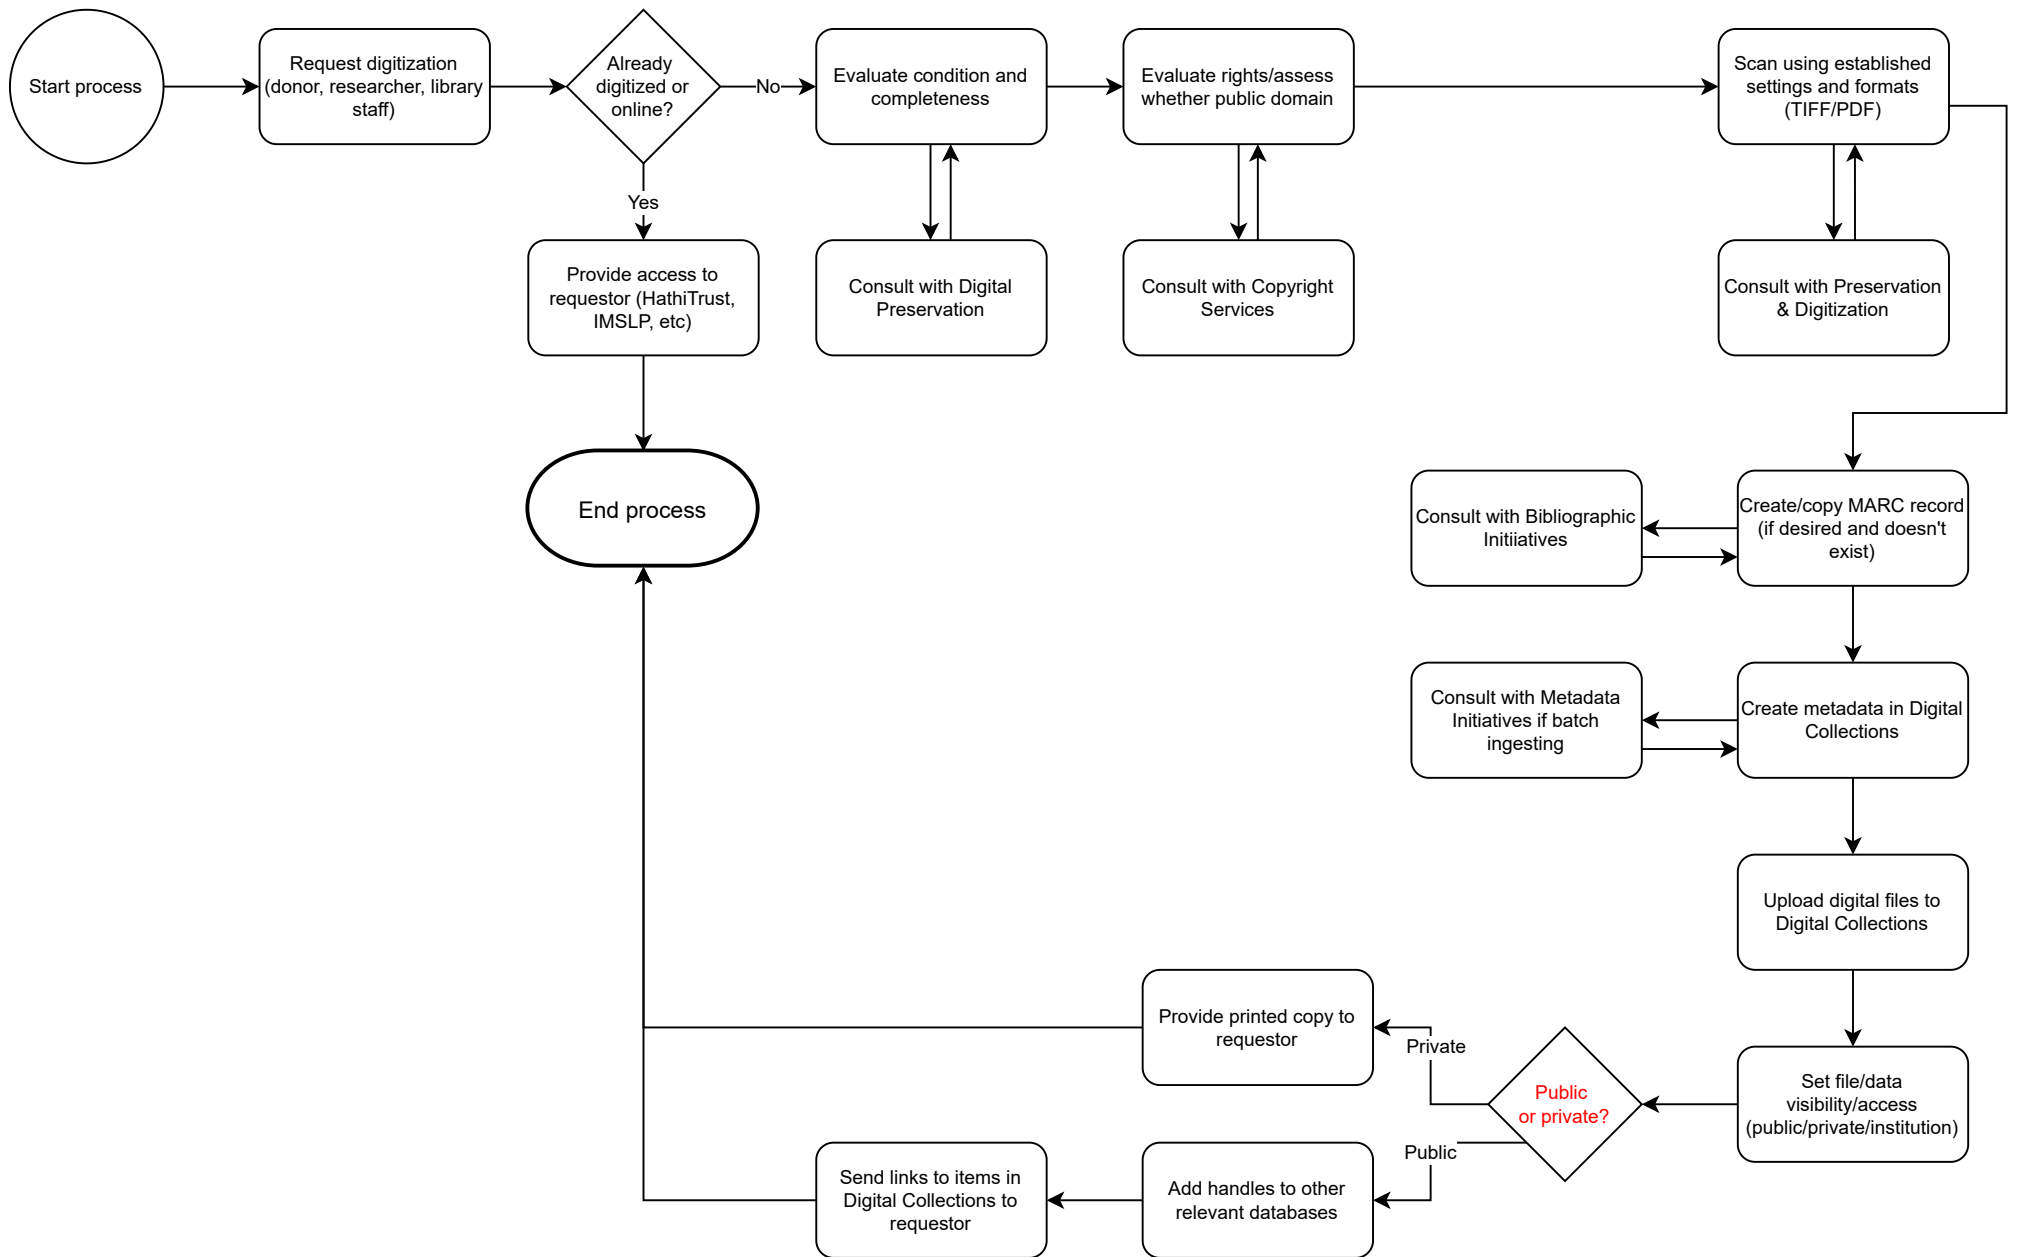 Start process
Request digitization
(donor, researcher, library
staff)
Already
digitized or
online?
No
Evaluate condition and
completeness
Evaluate rights/assess
whether public domain
Scan using established
settings and formats
(TIFF/PDF)
Yes
Provide access to
requestor (HathiTrust,
IMSLP, etc)
Consult with Digital
Preservation
Consult with Copyright
Services
Consult with Preservation
& Digitization
End process
Consult with Bibliographic
Initiiatives
Create/copy MARC record
(if desired and doesn't
exist)
Consult with Metadata
Initiatives if batch
ingesting
Create metadata in Digital
Collections
Upload digital files to
Digital Collections
Provide printed copy to
requestor
Private
Public
or private?
Set file/data
visibility/access
(public/private/institution)
Public
Send links to items in
Digital Collections to
requestor
Add handles to other
relevant databases